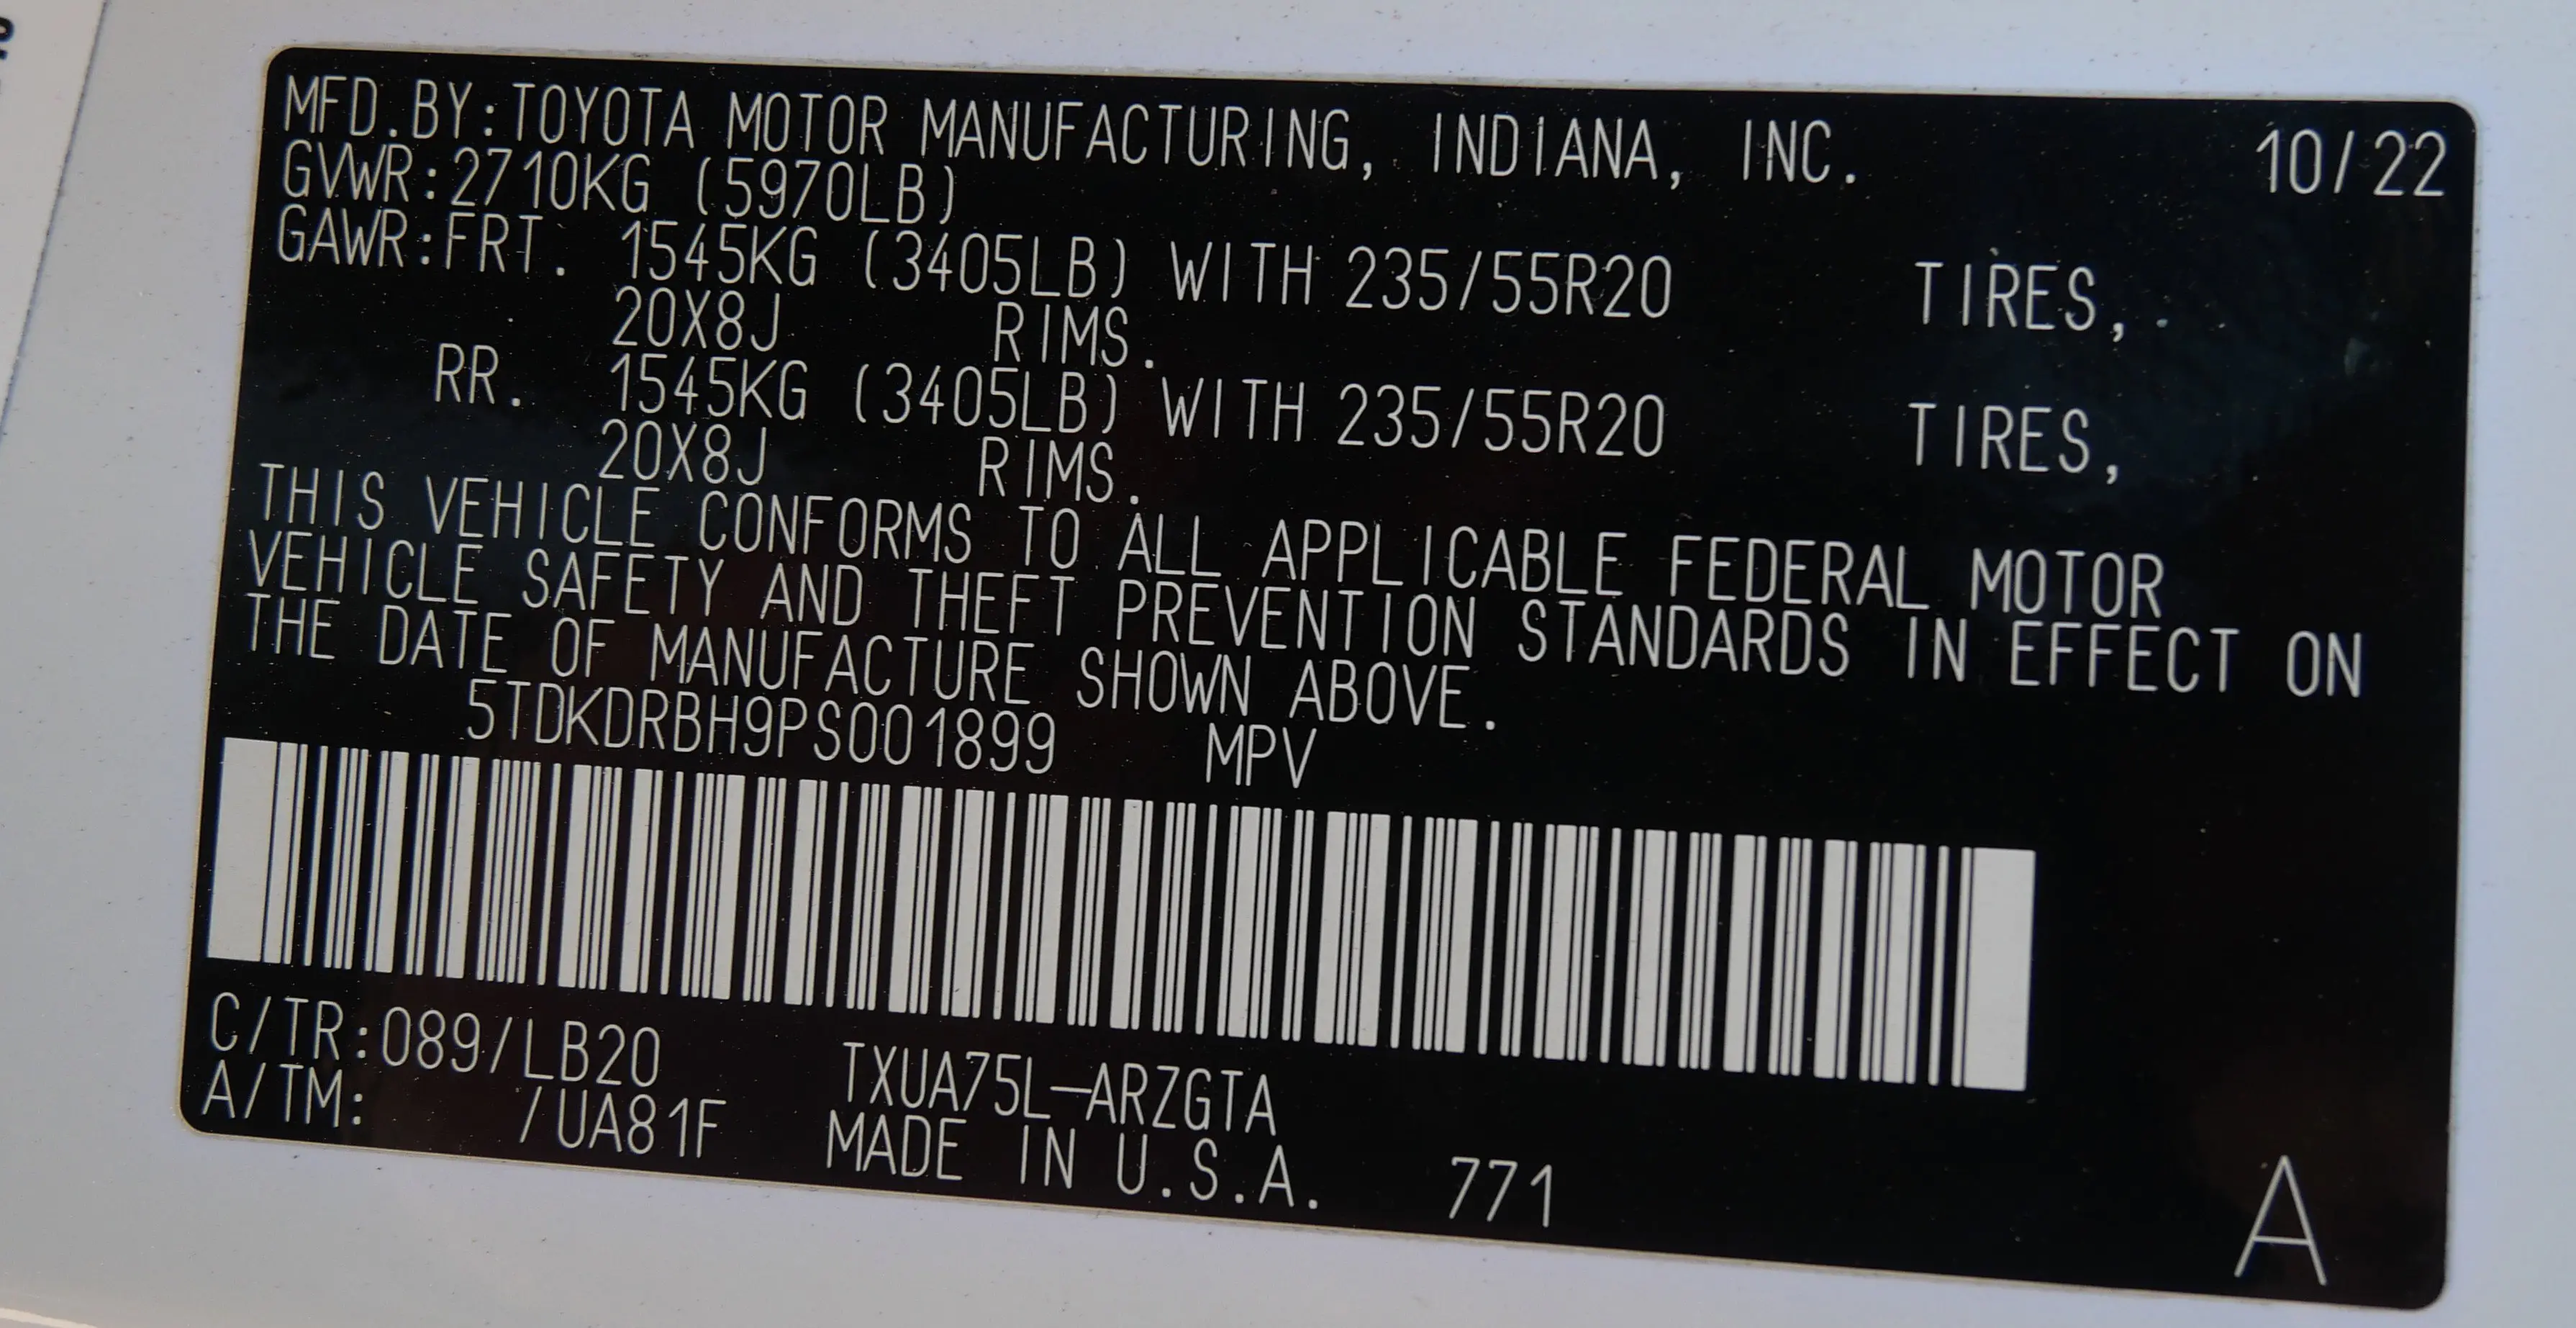 MFD.BY:TOYOTA MOTOR MANUFACTURING, INDIANA, INC. 10/22
GVWR:2710KG (5970LB)
GAWR:FRT. 1545KG (3405LB) WITH 235/55R20 TIRES,
20X8J RIMS.
RR. 1545KG (3405LB) WITH 235/55R20 TIRES,
20X8J RIMS.
THIS VEHICLE CONFORMS TO ALL APPLICABLE FEDERAL MOTOR
VEHICLE SAFETY AND THEFT PREVENTION STANDARDS IN EFFECT ON
THE DATE OF MANUFACTURE SHOWN ABOVE.
5TDKDRBH9PS001899 MPV
C/TR:089/LB20 TXUA75L-ARZGTA
A/TM: /UA81F MADE IN U.S.A. 771 A